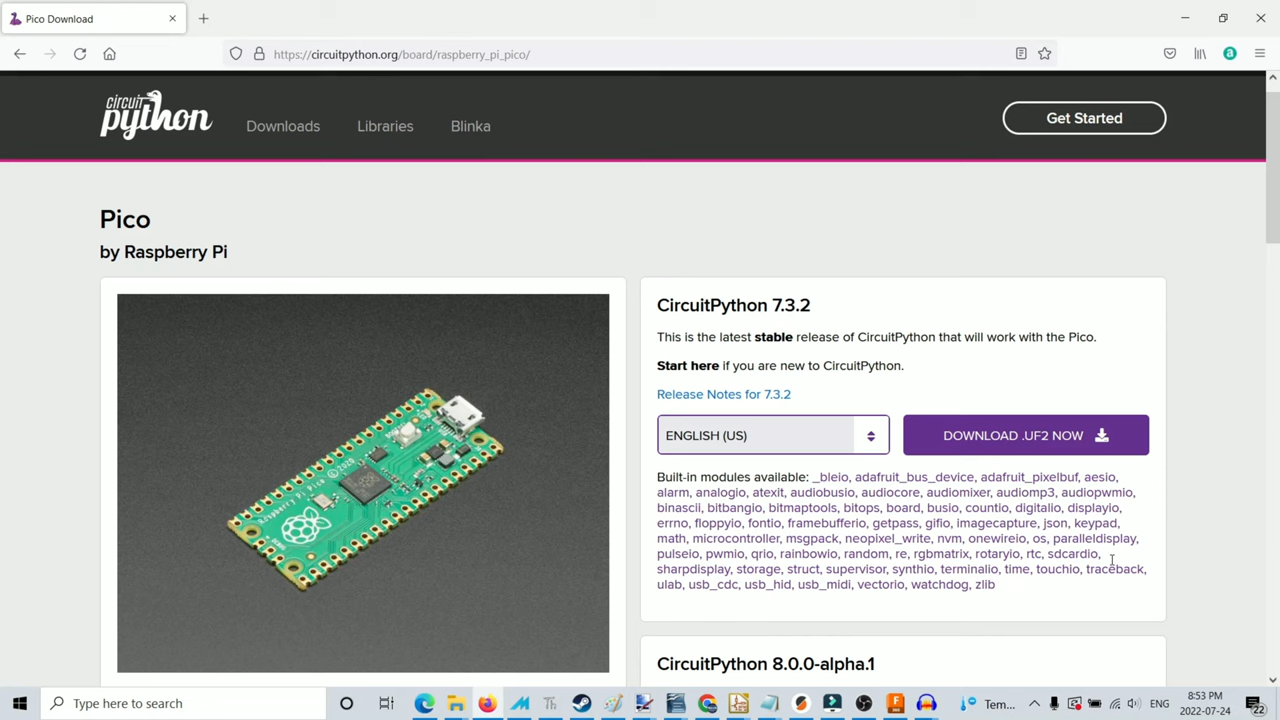 Pico Download
https://circuitpython.org/board/raspberry_pi_pico/
circuit
python
Downloads
Libraries
Blinka
Get Started
Pico
by Raspberry Pi
Raspberry Pi Pico © 2020
CircuitPython 7.3.2
This is the latest stable release of CircuitPython that will work with the Pico.
Start here if you are new to CircuitPython.
Release Notes for 7.3.2
ENGLISH (US)
DOWNLOAD .UF2 NOW
Built-in modules available: _bleio, adafruit_bus_device, adafruit_pixelbuf, aesio,
alarm, analogio, atexit, audiobusio, audiocore, audiomixer, audiomp3, audiopwmio,
binascii, bitbangio, bitmaptools, bitops, board, busio, countio, digitalio, displayio,
errno, floppyio, fontio, framebufferio, getpass, gifio, imagecapture, json, keypad,
math, microcontroller, msgpack, neopixel_write, nvm, onewireio, os, paralleldisplay,
pulseio, pwmio, qrio, rainbowio, random, re, rgbmatrix, rotaryio, rtc, sdcardio,
sharpdisplay, storage, struct, supervisor, synthio, terminalio, time, touchio, traceback,
ulab, usb_cdc, usb_hid, usb_midi, vectorio, watchdog, zlib
CircuitPython 8.0.0-alpha.1
Type here to search
Th
Tem...
ENG
8:53 PM
2022-07-24
22